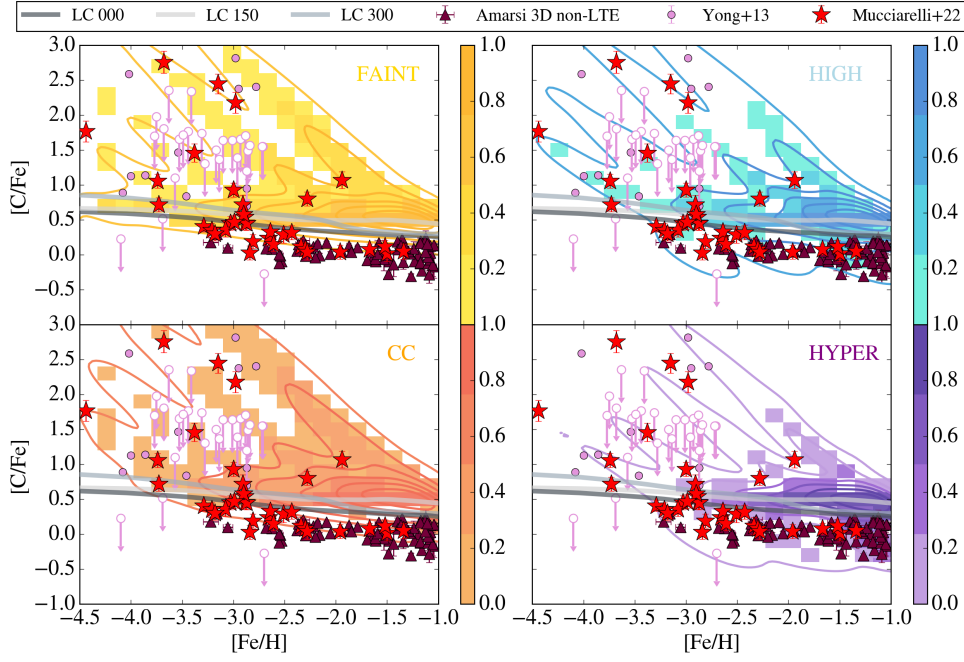 LC 000 LC 150 LC 300 Amarsi 3D non-LTE Yong+13 Mucciarelli+22
3.0 1.0 1.0
FAINT HIGH
2.5
2.0 0.8 0.8
1.5 0.6 0.6
[C/Fe]
1.0
0.5 0.4 0.4
0.0
0.2 0.2
−0.5
3.0 1.0 1.0
CC HYPER
2.5
2.0 0.8 0.8
1.5 0.6 0.6
[C/Fe]
1.0
0.5 0.4 0.4
0.0
0.2 0.2
−0.5
−1.0 0.0 0.0
−4.5 −4.0 −3.5 −3.0 −2.5 −2.0 −1.5 −1.0 −4.5 −4.0 −3.5 −3.0 −2.5 −2.0 −1.5 −1.0
[Fe/H] [Fe/H]